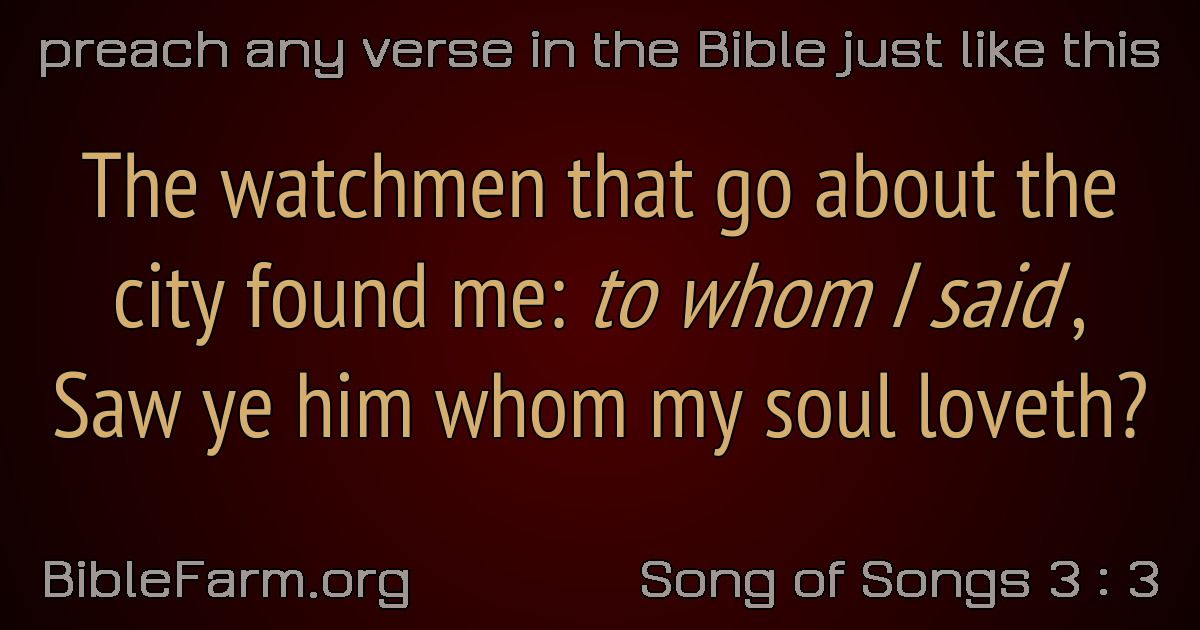 preach any verse in the Bible just like this
The watchmen that go about the
city found me: to whom I said ,
Saw ye him whom my soul loveth?
BibleFarm.org
Song of Songs 3 : 3